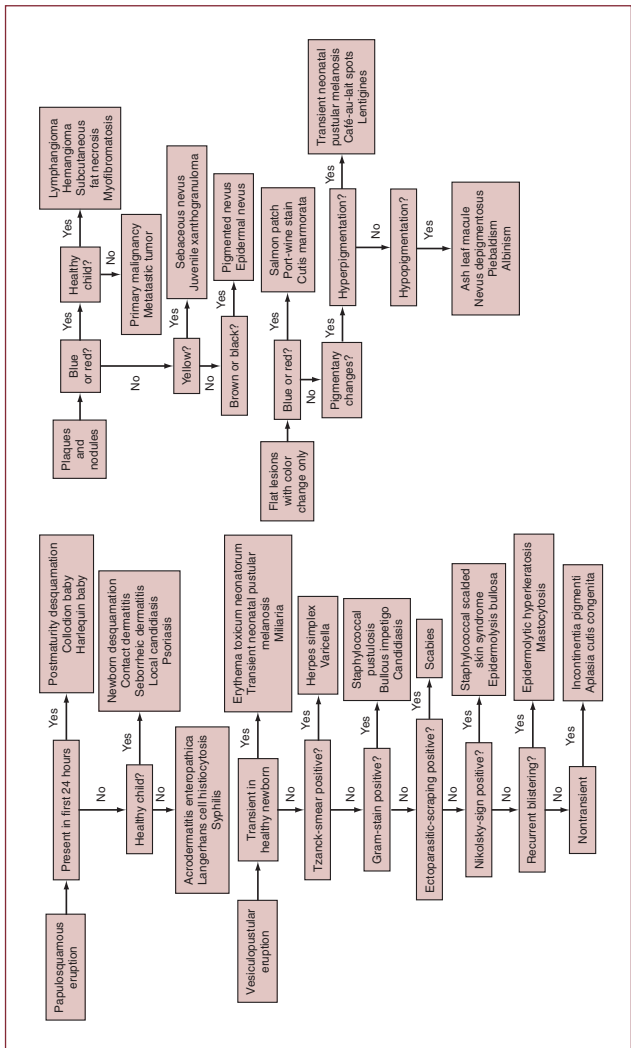 Papulosquamous
eruption
Present in first 24 hours
Yes
Postmaturity desquamation
Collodion baby
Harlequin baby
No
Healthy child?
Yes
Newborn desquamation
Contact dermatitis
Seborrheic dermatitis
Local candidiasis
Psoriasis
No
Acrodermatitis enteropathica
Langerhans cell histiocytosis
Syphilis
Vesiculopustular
eruption
Transient in
healthy newborn
Yes
Erythema toxicum neonatorum
Transient neonatal pustular
melanosis
Miliaria
No
Tzanck-smear positive?
Yes
Herpes simplex
Varicella
No
Gram-stain positive?
Yes
Staphylococcal
pustulosis
Bullous impetigo
Candidiasis
No
Ectoparasitic-scraping positive?
Yes
Scabies
No
Nikolsky-sign positive?
Yes
Staphylococcal scalded
skin syndrome
Epidermolysis bullosa
No
Recurrent blistering?
Yes
Epidermolytic hyperkeratosis
Mastocytosis
No
Nontransient
Yes
Incontinentia pigmenti
Aplasia cutis congenita
Plaques
and
nodules
Blue
or red?
Yes
Healthy
child?
Yes
Lymphangioma
Hemangioma
Subcutaneous
fat necrosis
Myofibromatosis
No
Primary malignancy
Metastastic tumor
No
Yellow?
Yes
Sebaceous nevus
Juvenile xanthogranuloma
No
Brown or black?
Yes
Pigmented nevus
Epidermal nevus
Flat lesions
with color
change only
Blue or red?
Yes
Salmon patch
Port-wine stain
Cutis marmorata
No
Pigmentary
changes?
Yes
Hyperpigmentation?
Yes
Transient neonatal
pustular melanosis
Café-au-lait spots
Lentigines
No
Hypopigmentation?
Yes
Ash leaf maoule
Nevus depigmentosus
Piebaldism
Albinism